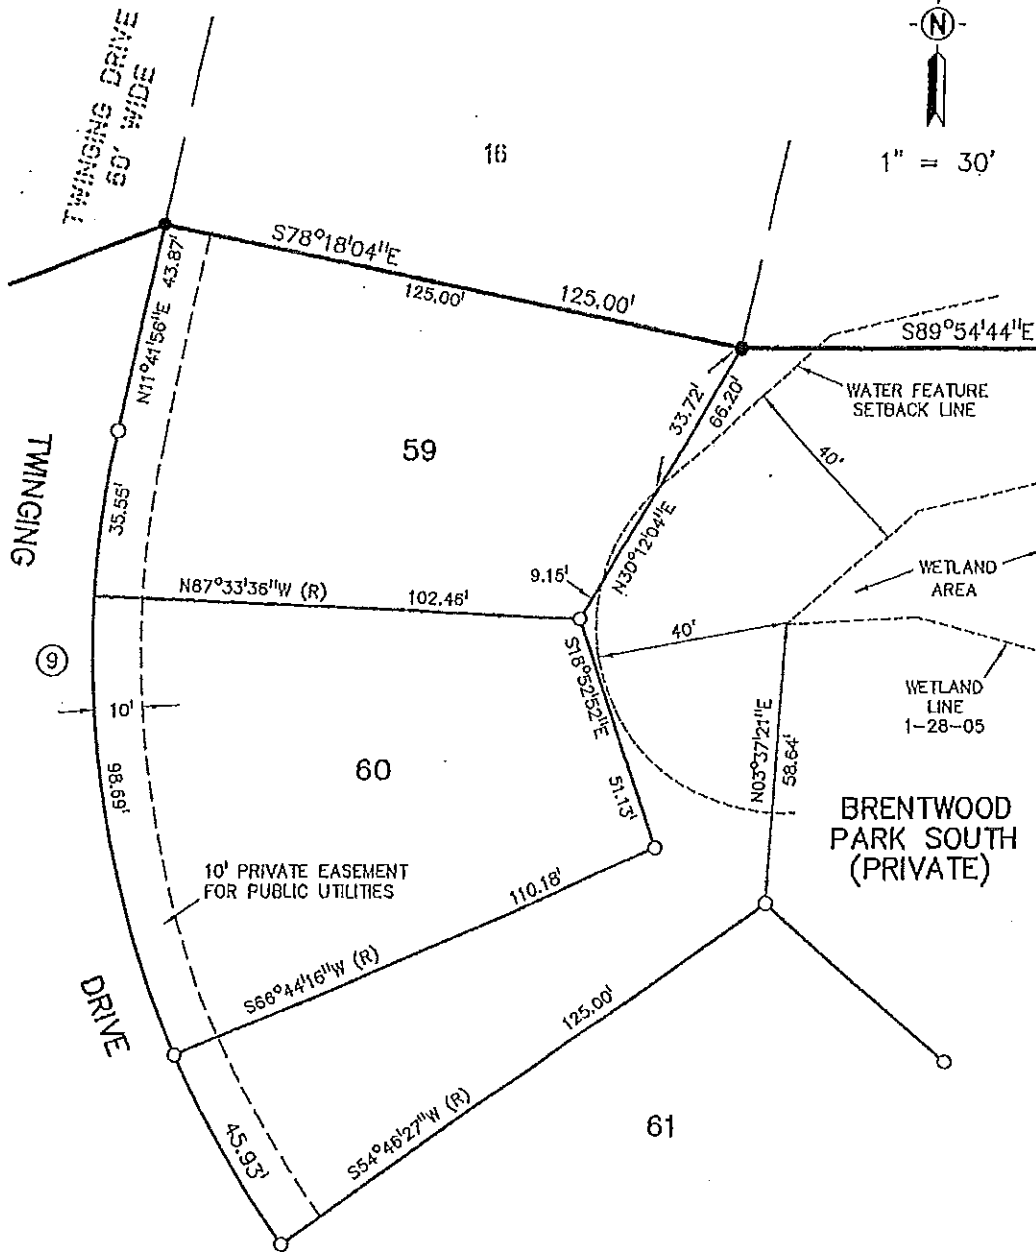 TWINGING DRIVE
60' WIDE
N
1" = 30'
16
S78°18'04"E
125.00'
125.00'
N11°41'56"E 43.87'
S89°54'44"E
WATER FEATURE
SETBACK LINE
33.72'
66.20'
59
40'
TWINGING
35.55'
N30°12'04"E
WETLAND
AREA
N87°33'36"W (R)
102.46'
9.15'
40'
9
S18°52'52"E
WETLAND
LINE
1-28-05
10'
N03°37'21"E
58.64'
98.69'
60
51.13'
BRENTWOOD
PARK SOUTH
(PRIVATE)
10' PRIVATE EASEMENT
FOR PUBLIC UTILITIES
110.18'
S66°44'16"W (R)
DRIVE
125.00'
S54°46'27"W (R)
45.93'
61